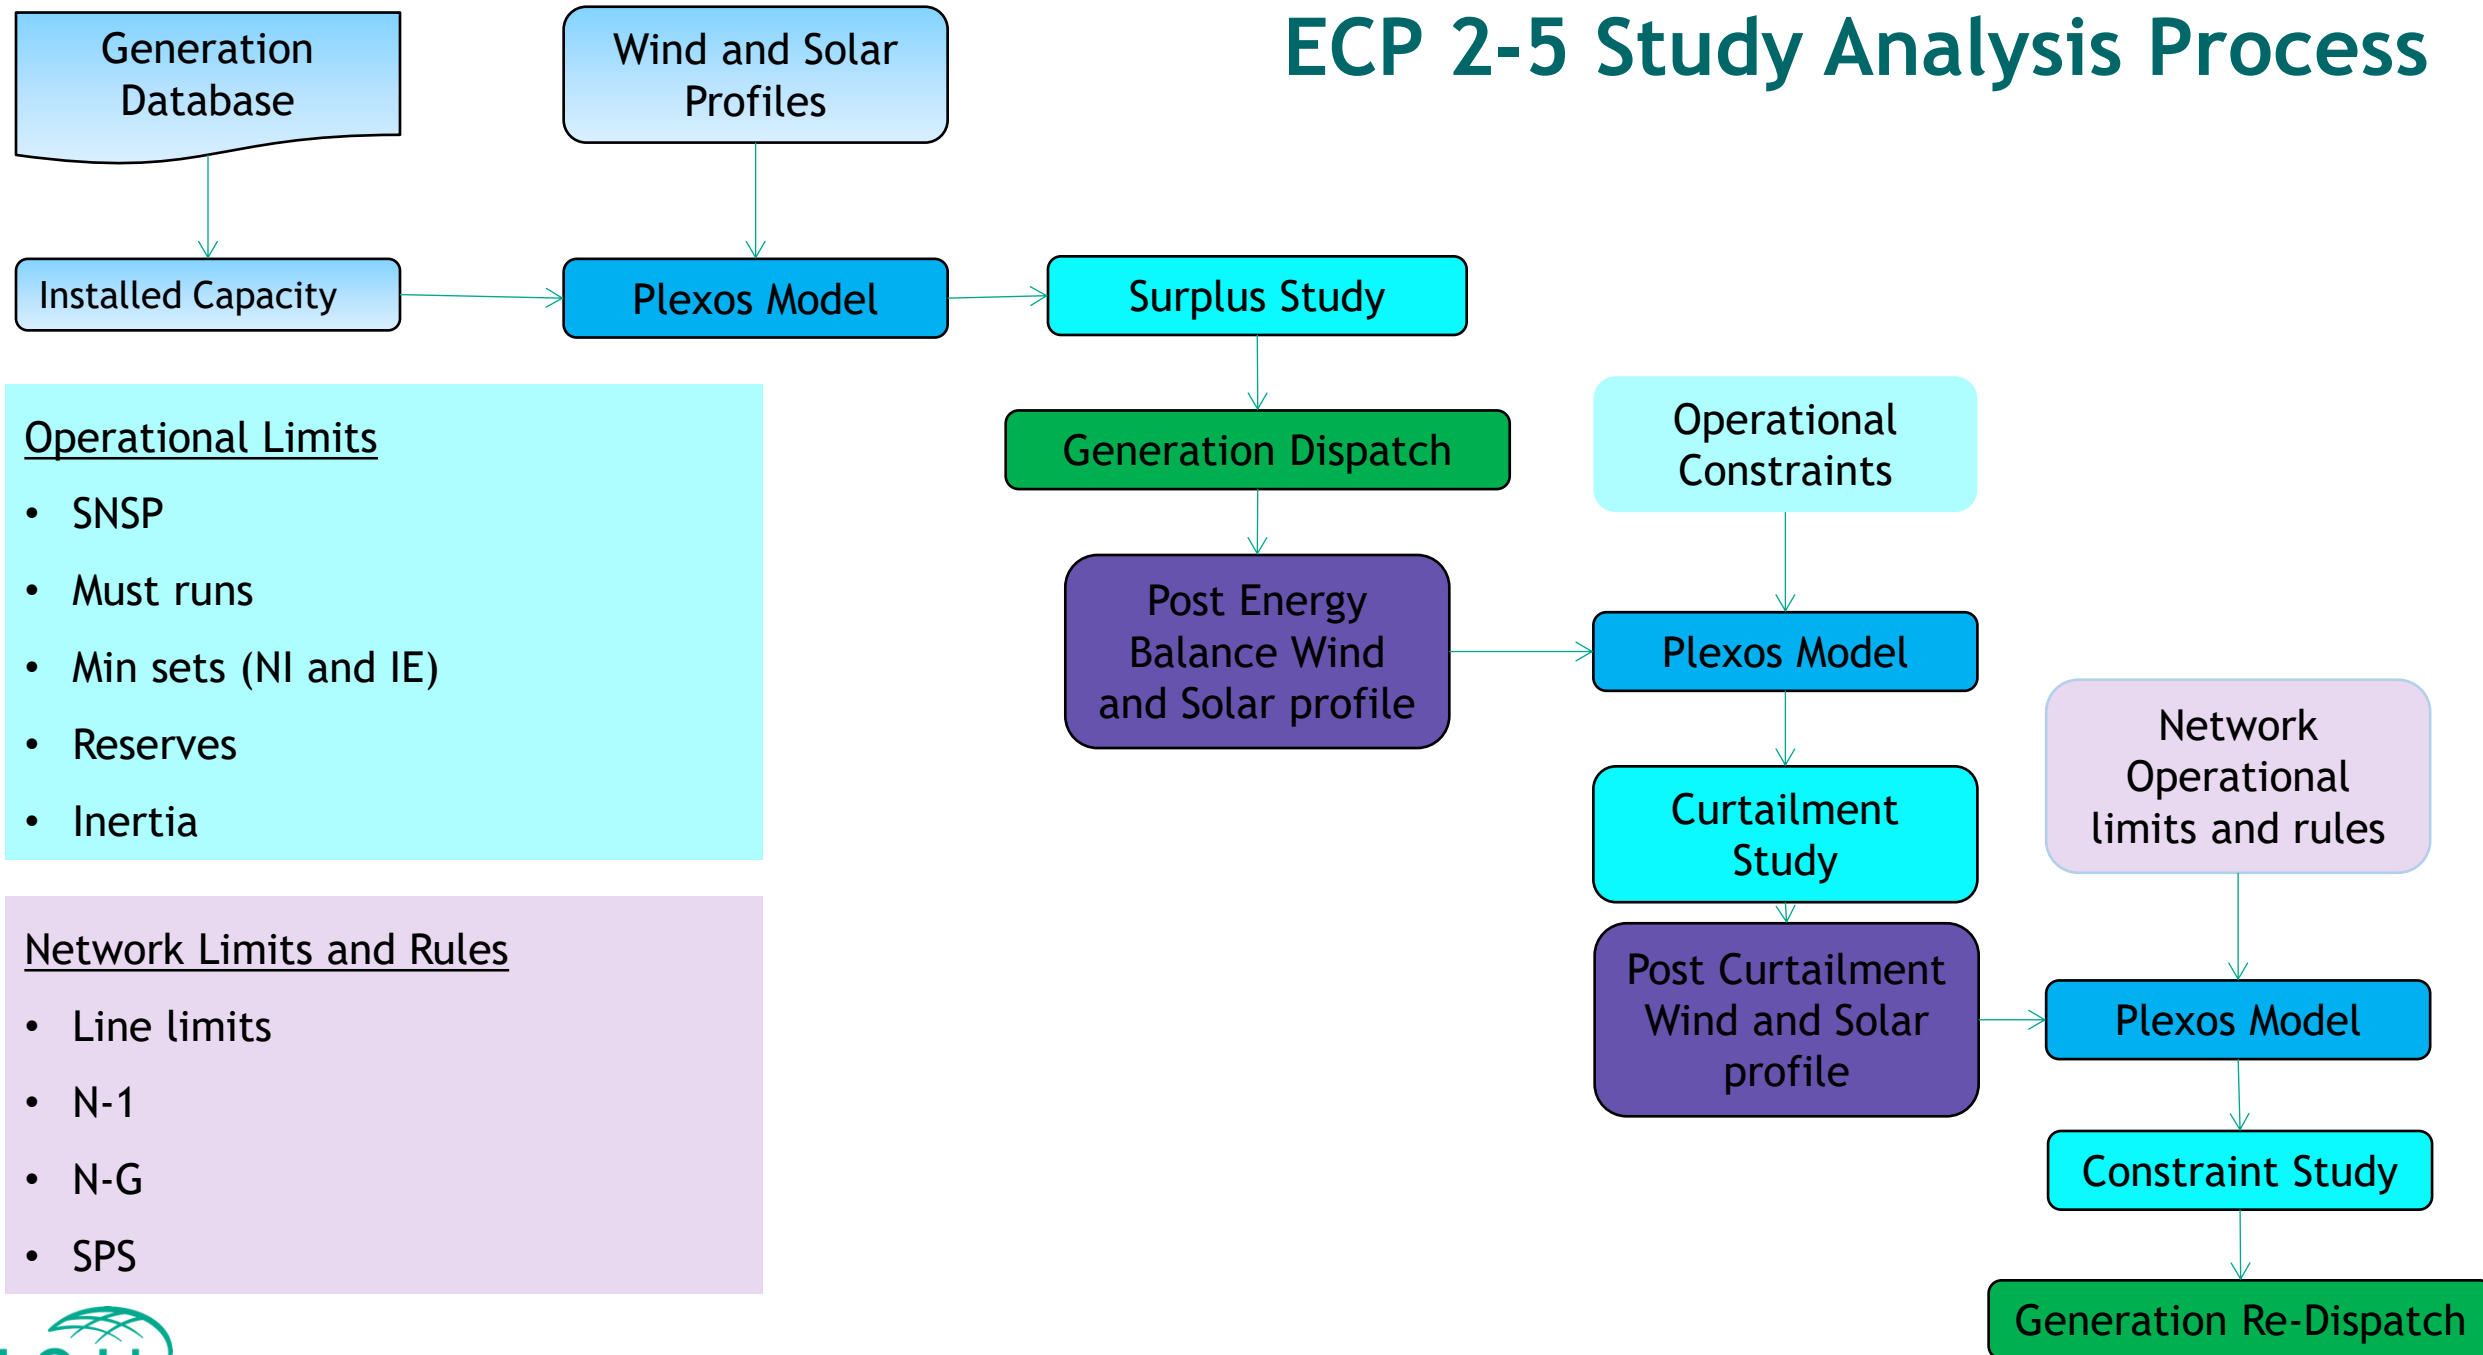 ECP 2-5 Study Analysis Process
Generation
Database
Wind and Solar
Profiles
Installed Capacity
Plexos Model
Surplus Study
Generation Dispatch
Post Energy
Balance Wind
and Solar profile
Operational
Constraints
Plexos Model
Curtailment
Study
Post Curtailment
Wind and Solar
profile
Network
Operational
limits and rules
Plexos Model
Constraint Study
Generation Re-Dispatch
Operational Limits
• SNSP
• Must runs
• Min sets (NI and IE)
• Reserves
• Inertia
Network Limits and Rules
• Line limits
• N-1
• N-G
• SPS